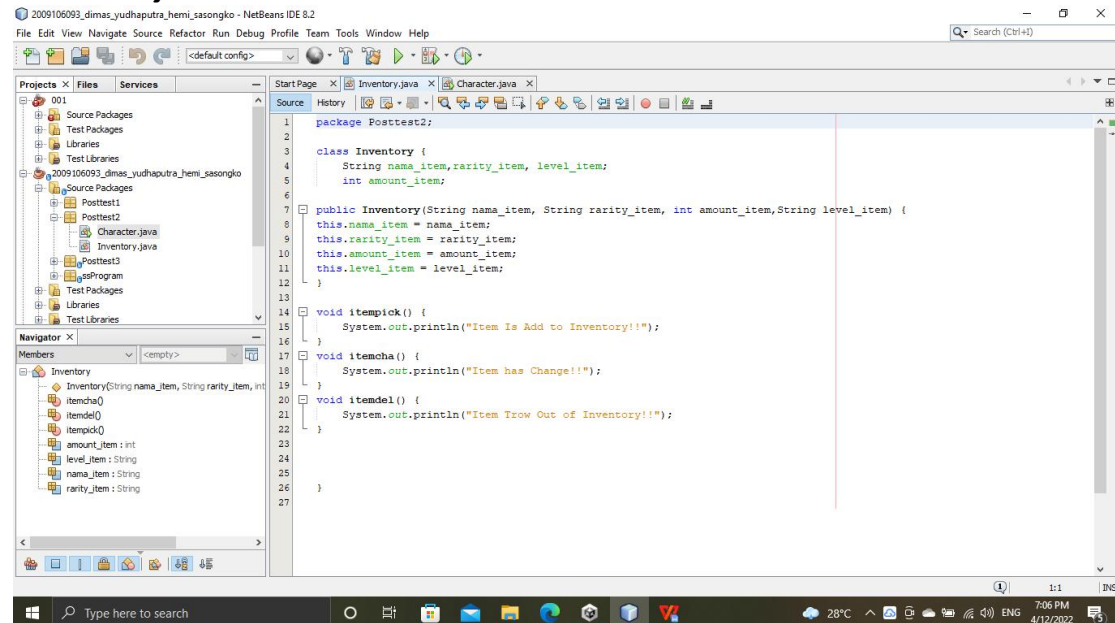 2009106093_dimas_yudhaputra_hemi_sasongko - NetBeans IDE 8.2
File Edit View Navigate Source Refactor Run Debug Profile Team Tools Window Help
Search (Ctrl+I)
<default config>
Projects Files Services
001
Source Packages
Test Packages
Libraries
Test Libraries
2009106093_dimas_yudhaputra_hemi_sasongko
Source Packages
Posttest1
Posttest2
Character.java
Inventory.java
Posttest3
ssProgram
Test Packages
Libraries
Test Libraries
Navigator
Members <empty>
Inventory
Inventory(String nama_item, String rarity_item, int
itemcha()
itemdel()
itempick()
amount_item : int
level_item : String
nama_item : String
rarity_item : String
Start Page Inventory.java Character.java
Source History
1 package Posttest2;
2
3 class Inventory {
4 String nama_item,rarity_item, level_item;
5 int amount_item;
6
7 public Inventory(String nama_item, String rarity_item, int amount_item,String level_item) {
8 this.nama_item = nama_item;
9 this.rarity_item = rarity_item;
10 this.amount_item = amount_item;
11 this.level_item = level_item;
12 }
13
14 void itempick() {
15 System.out.println("Item Is Add to Inventory!!");
16 }
17 void itemcha() {
18 System.out.println("Item has Change!!");
19 }
20 void itemdel() {
21 System.out.println("Item Trow Out of Inventory!!");
22 }
23
24
25
26 }
27
1 1:1 INS
Type here to search
28°C ENG 7:06 PM
4/12/2022